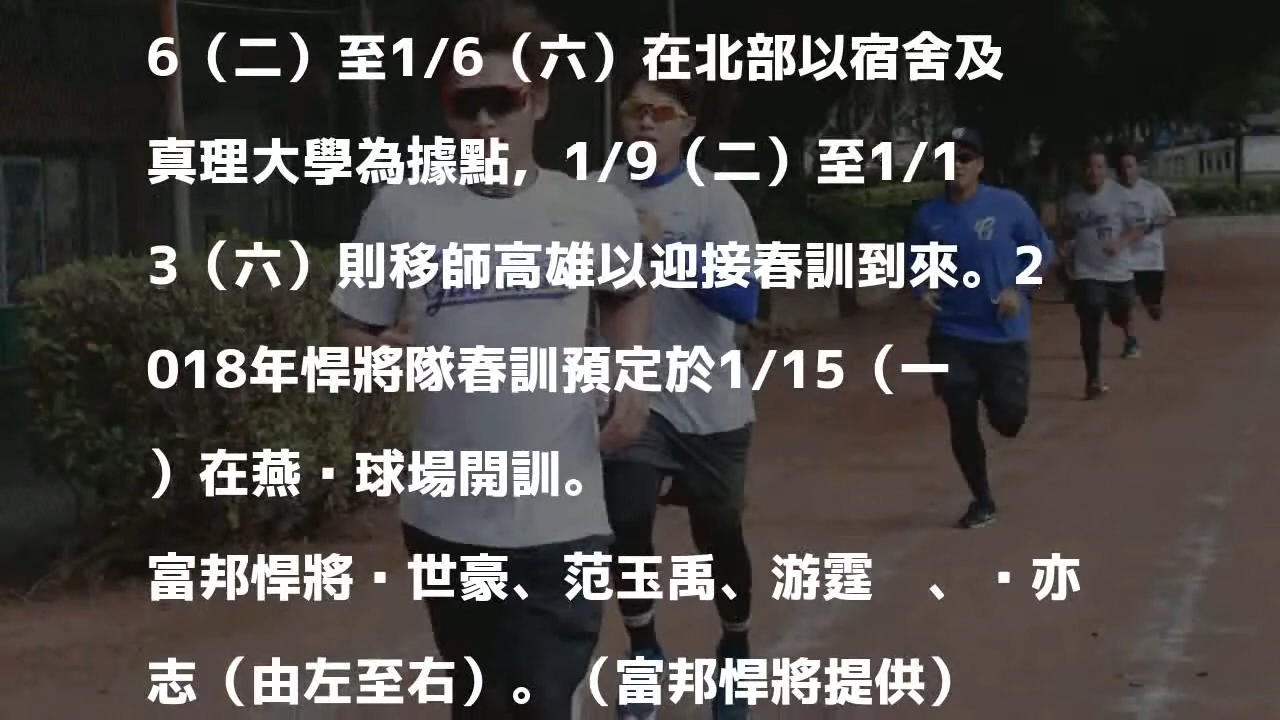 6（二）至1/6（六）在北部以宿舍及
真理大學為據點，1/9（二）至1/1
3（六）則移師高雄以迎接春訓到來。2
018年悍將隊春訓預定於1/15（一
）在燕·球場開訓。
富邦悍將·世豪、范玉禹、游霆　、·亦
志（由左至右）。（富邦悍將提供）